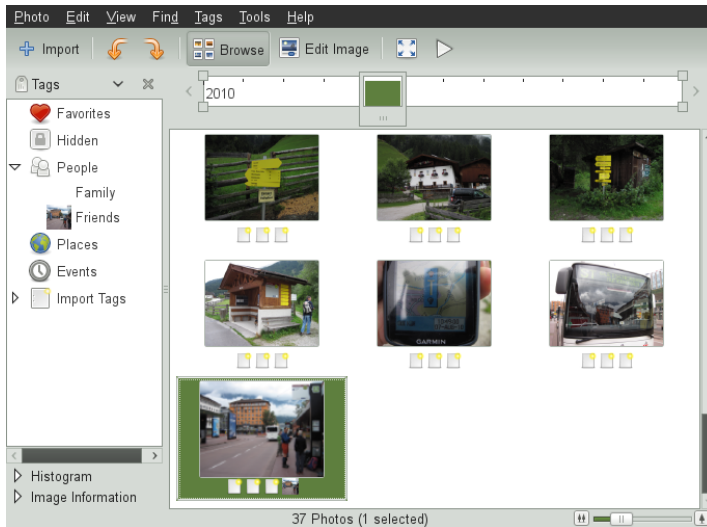 Photo Edit View Find Tags Tools Help
Import Browse Edit Image
Tags
2010
Favorites
Hidden
People
Family
Friends
Places
Events
Import Tags
GARMIN
Histogram
Image Information
37 Photos (1 selected)